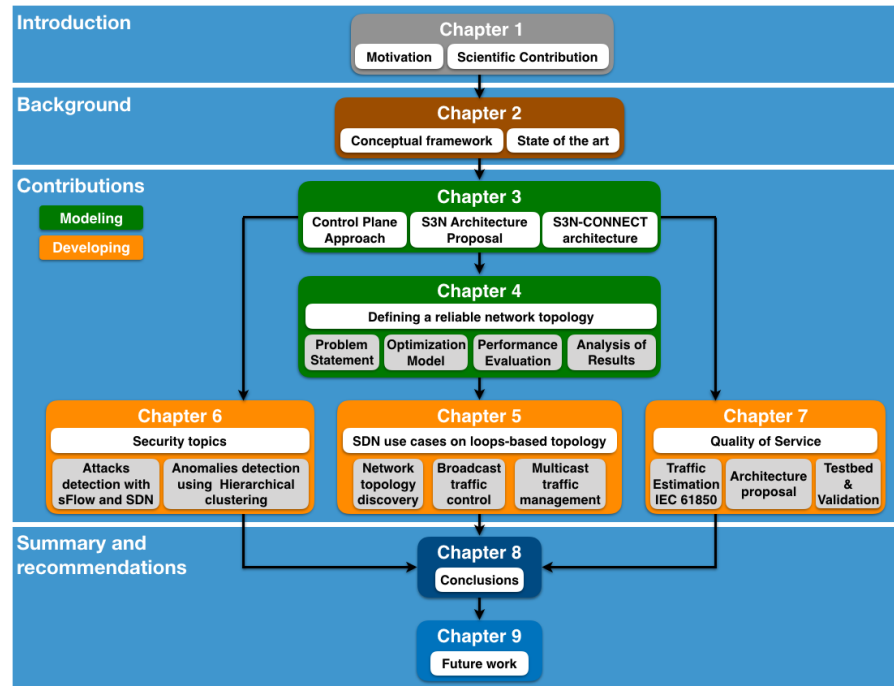 Introduction
Chapter 1
Motivation
Scientific Contribution
Background
Chapter 2
Conceptual framework
State of the art
Contributions
Modeling
Developing
Chapter 3
Control Plane
Approach
S3N Architecture
Proposal
S3N-CONNECT
architecture
Chapter 4
Defining a reliable network topology
Problem
Statement
Optimization
Model
Performance
Evaluation
Analysis of
Results
Chapter 6
Security topics
Attacks
detection with
sFlow and SDN
Anomalies detection
using Hierarchical
clustering
Chapter 5
SDN use cases on loops-based topology
Network
topology
discovery
Broadcast
traffic
control
Multicast
traffic
management
Chapter 7
Quality of Service
Traffic
Estimation
IEC 61850
Architecture
proposal
Testbed
&
Validation
Summary and
recommendations
Chapter 8
Conclusions
Chapter 9
Future work